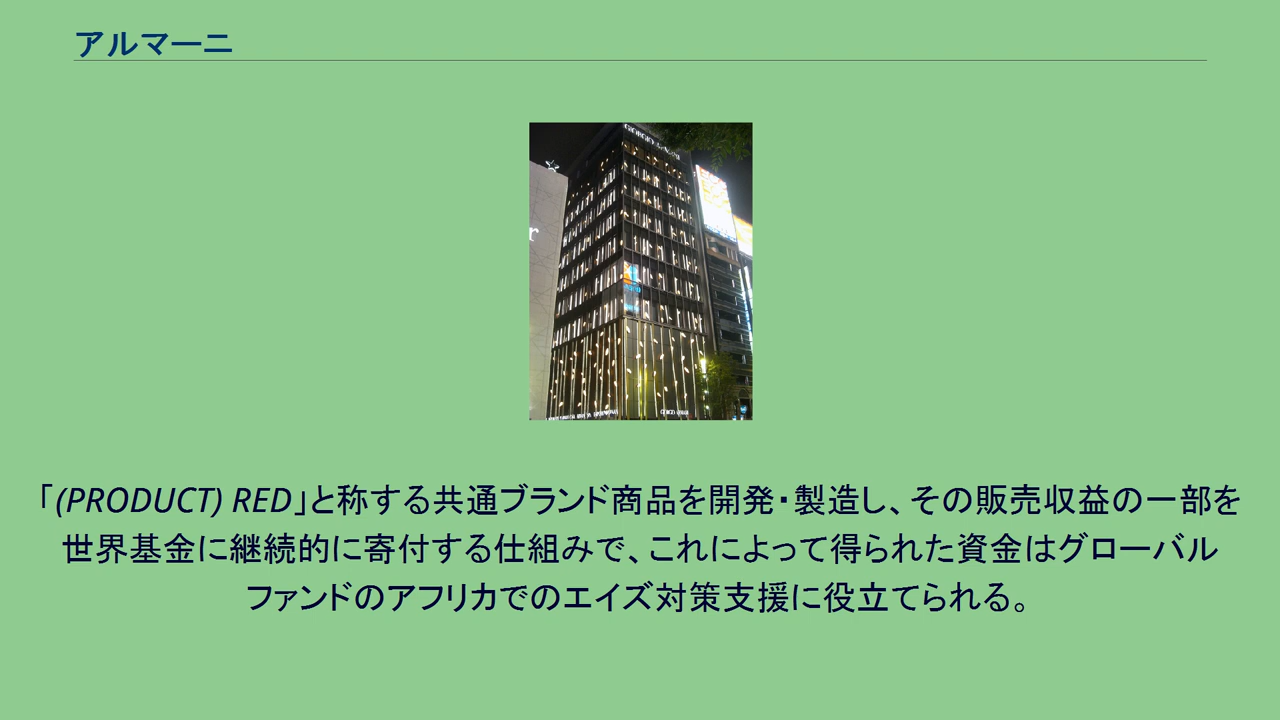 アルマーニ
GIORGIO ARMANI
r
GIORGIO ARMANI
「(PRODUCT) RED」と称する共通ブランド商品を開発・製造し、その販売収益の一部を
世界基金に継続的に寄付する仕組みで、これによって得られた資金はグローバル
ファンドのアフリカでのエイズ対策支援に役立てられる。